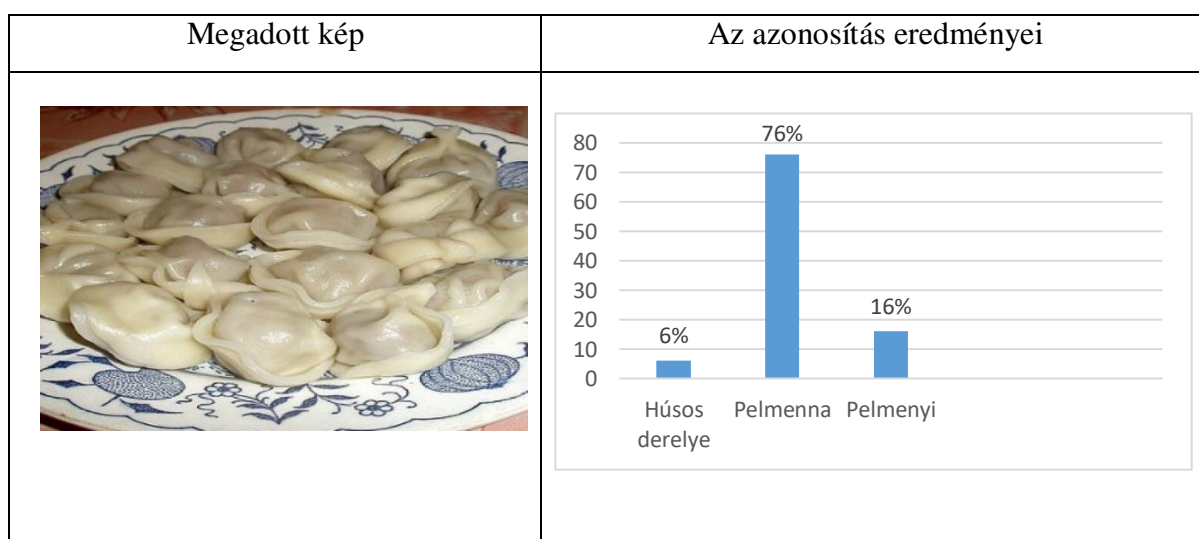 Megadott kép
Az azonosítás eredményei
80
70
60
50
40
30
20
10
0
6%
76%
16%
Húsos
derelye
Pelmenna
Pelmenyi